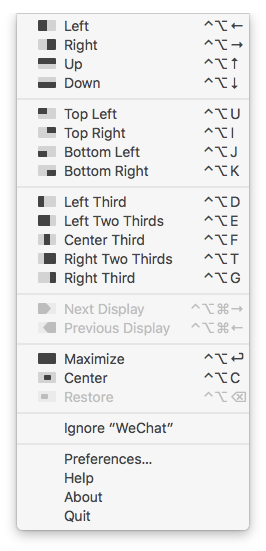 Left ^⌥←
Right ^⌥→
Up ^⌥↑
Down ^⌥↓
Top Left ^⌥U
Top Right ^⌥I
Bottom Left ^⌥J
Bottom Right ^⌥K
Left Third ^⌥D
Left Two Thirds ^⌥E
Center Third ^⌥F
Right Two Thirds ^⌥T
Right Third ^⌥G
Next Display ^⌥⌘→
Previous Display ^⌥⌘←
Maximize ^⌥↩
Center ^⌥C
Restore ^⌥⌫
Ignore “WeChat”
Preferences...
Help
About
Quit